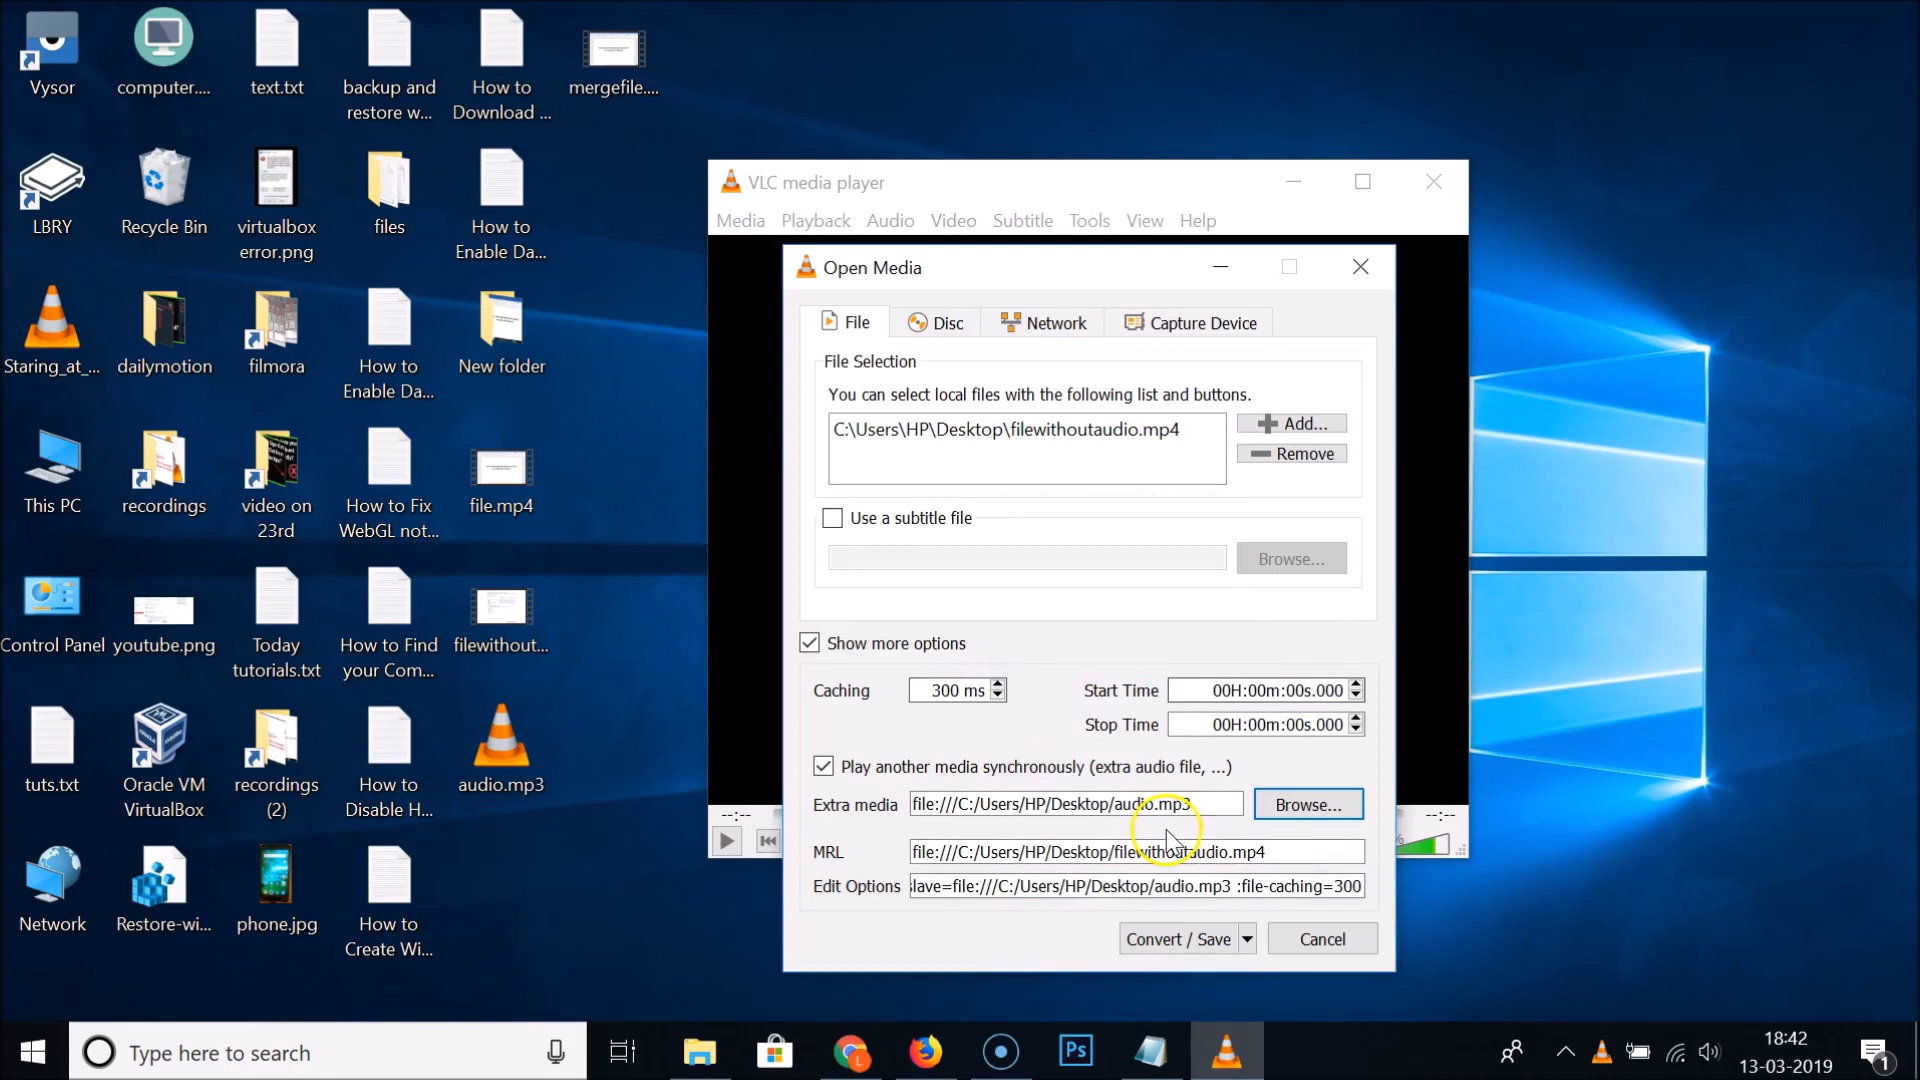 Vysor
computer....
text.txt
backup and
restore w...
How to
Download ...
mergefile....
LBRY
Recycle Bin
virtualbox
error.png
files
How to
Enable Da...
Staring_at_...
dailymotion
filmora
How to
Enable Da...
New folder
This PC
recordings
video on
23rd
How to Fix
WebGL not...
file.mp4
Control Panel
youtube.png
Today
tutorials.txt
How to Find
your Com...
filewithout...
tuts.txt
Oracle VM
VirtualBox
recordings
(2)
How to
Disable H...
audio.mp3
Network
Restore-wi...
phone.jpg
How to
Create Wi...
VLC media player
Media Playback Audio Video Subtitle Tools View Help
Open Media
File Disc Network Capture Device
File Selection
You can select local files with the following list and buttons.
C:\Users\HP\Desktop\filewithoutaudio.mp4
Add...
Remove
Use a subtitle file
Browse...
Show more options
Caching 300 ms Start Time 00H:00m:00s.000
Stop Time 00H:00m:00s.000
Play another media synchronously (extra audio file, ...)
Extra media file:///C:/Users/HP/Desktop/audio.mp3 Browse...
--:-- --:--
MRL file:///C:/Users/HP/Desktop/filewithoutaudio.mp4
Edit Options slave=file:///C:/Users/HP/Desktop/audio.mp3 :file-caching=300
Convert / Save Cancel
Type here to search
Ps
18:42
13-03-2019
1